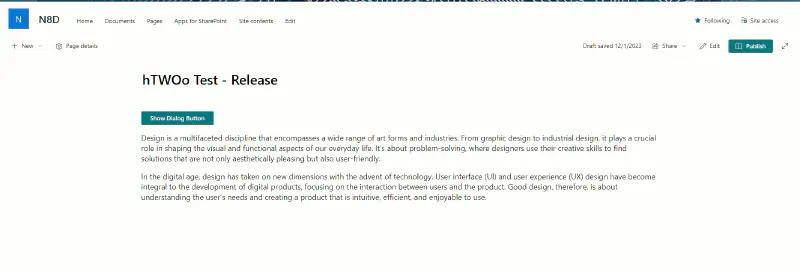 N N8D Home Documents Pages Apps for SharePoint Site contents Edit Following Site access
New Page details Draft saved 12/1/2023 Share Edit Publish
hTWOo Test - Release
Show Dialog Button
Design is a multifaceted discipline that encompasses a wide range of art forms and industries. From graphic design to industrial design, it plays a crucial
role in shaping the visual and functional aspects of our everyday life. It's about problem-solving, where designers use their creative skills to find
solutions that are not only aesthetically pleasing but also user-friendly.
In the digital age, design has taken on new dimensions with the advent of technology. User interface (UI) and user experience (UX) design have become
integral to the development of digital products, focusing on the interaction between users and the product. Good design, therefore, is about
understanding the user's needs and creating a product that is intuitive, efficient, and enjoyable to use.